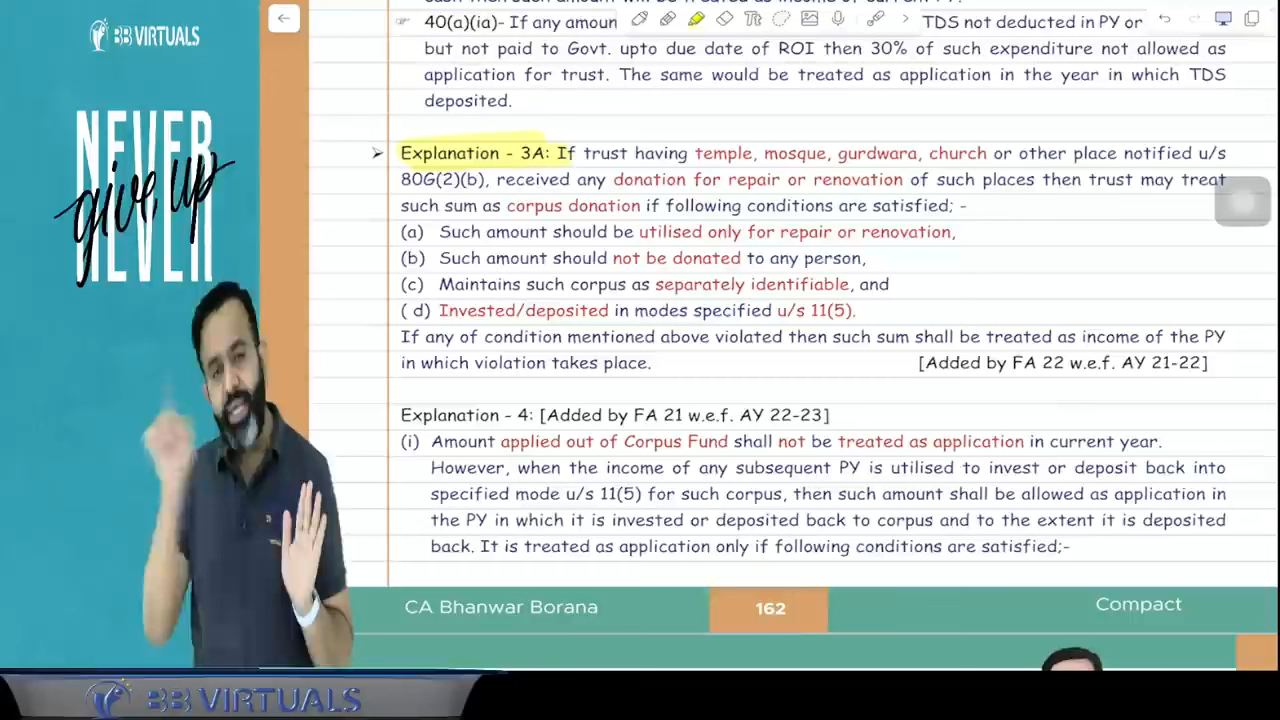 BB VIRTUALS
NEVER
give up
NEVER
40(a)(ia)- If any amoun TDS not deducted in PY or
but not paid to Govt. upto due date of ROI then 30% of such expenditure not allowed as
application for trust. The same would be treated as application in the year in which TDS
deposited.
➢ Explanation - 3A: If trust having temple, mosque, gurdwara, church or other place notified u/s
80G(2)(b), received any donation for repair or renovation of such places then trust may treat
such sum as corpus donation if following conditions are satisfied; -
(a) Such amount should be utilised only for repair or renovation,
(b) Such amount should not be donated to any person,
(c) Maintains such corpus as separately identifiable, and
( d) Invested/deposited in modes specified u/s 11(5).
If any of condition mentioned above violated then such sum shall be treated as income of the PY
in which violation takes place. [Added by FA 22 w.e.f. AY 21-22]
Explanation - 4: [Added by FA 21 w.e.f. AY 22-23]
(i) Amount applied out of Corpus Fund shall not be treated as application in current year.
However, when the income of any subsequent PY is utilised to invest or deposit back into
specified mode u/s 11(5) for such corpus, then such amount shall be allowed as application in
the PY in which it is invested or deposited back to corpus and to the extent it is deposited
back. It is treated as application only if following conditions are satisfied;-
CA Bhanwar Borana 162 Compact
BB VIRTUALS